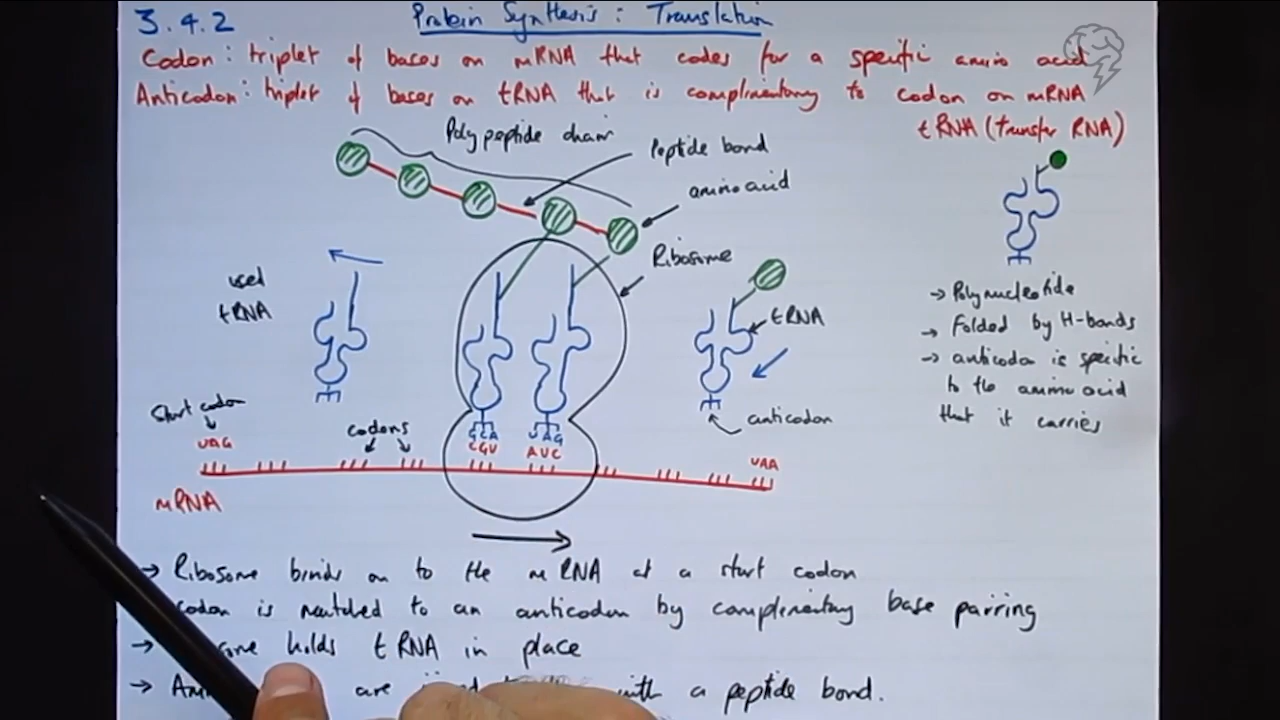 3.4.2 Protein Synthesis : Translation
Codon : triplet of bases on mRNA that codes for a specific amino acid
Anticodon : triplet of bases on tRNA that is complimentary to codon on mRNA
tRNA (transfer RNA)
Polypeptide chain
Peptide bond
amino acid
Ribosome
used
tRNA
tRNA
anticodon
→ Polynucleotide
→ Folded by H-bonds
→ anticodon is specific
to the amino acid
that it carries
Start codon
UAG
codons
GCA
CGU
UAG
AUC
UAA
mRNA
→ Ribosome binds on to the mRNA at a start codon
codon is matched to an anticodon by complimentary base pairing
→ holds tRNA in place
→ are with a peptide bond.